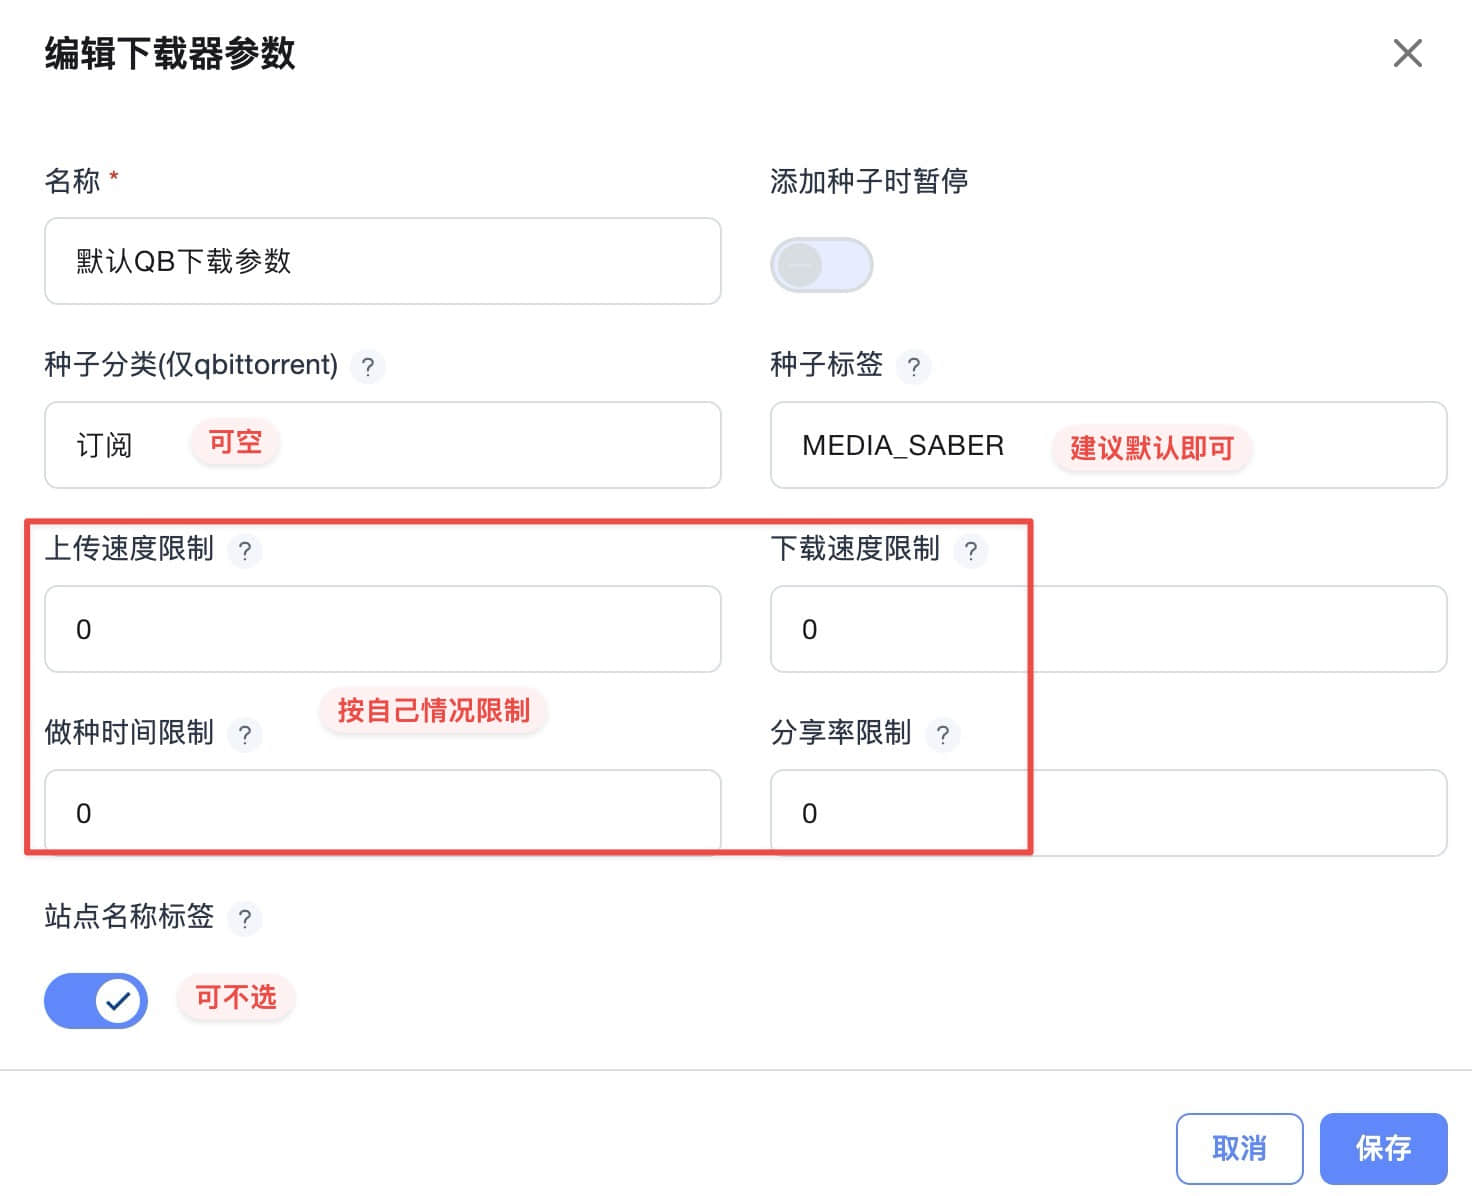 编辑下载器参数
名称 *
添加种子时暂停
默认QB下载参数
种子分类(仅qbittorrent) ?
种子标签 ?
订阅 可空
MEDIA_SABER 建议默认即可
上传速度限制 ?
下载速度限制 ?
0
0
按自己情况限制
做种时间限制 ?
分享率限制 ?
0
0
站点名称标签 ?
可不选
取消
保存